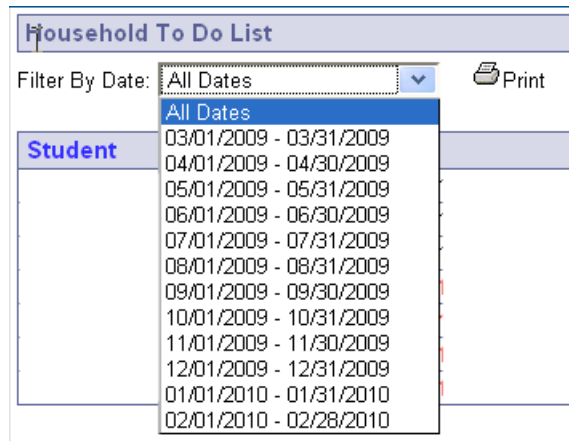 Household To Do List
Filter By Date: All Dates Print
All Dates
03/01/2009 - 03/31/2009
Student
04/01/2009 - 04/30/2009
05/01/2009 - 05/31/2009
06/01/2009 - 06/30/2009
07/01/2009 - 07/31/2009
08/01/2009 - 08/31/2009
09/01/2009 - 09/30/2009
10/01/2009 - 10/31/2009
11/01/2009 - 11/30/2009
12/01/2009 - 12/31/2009
01/01/2010 - 01/31/2010
02/01/2010 - 02/28/2010